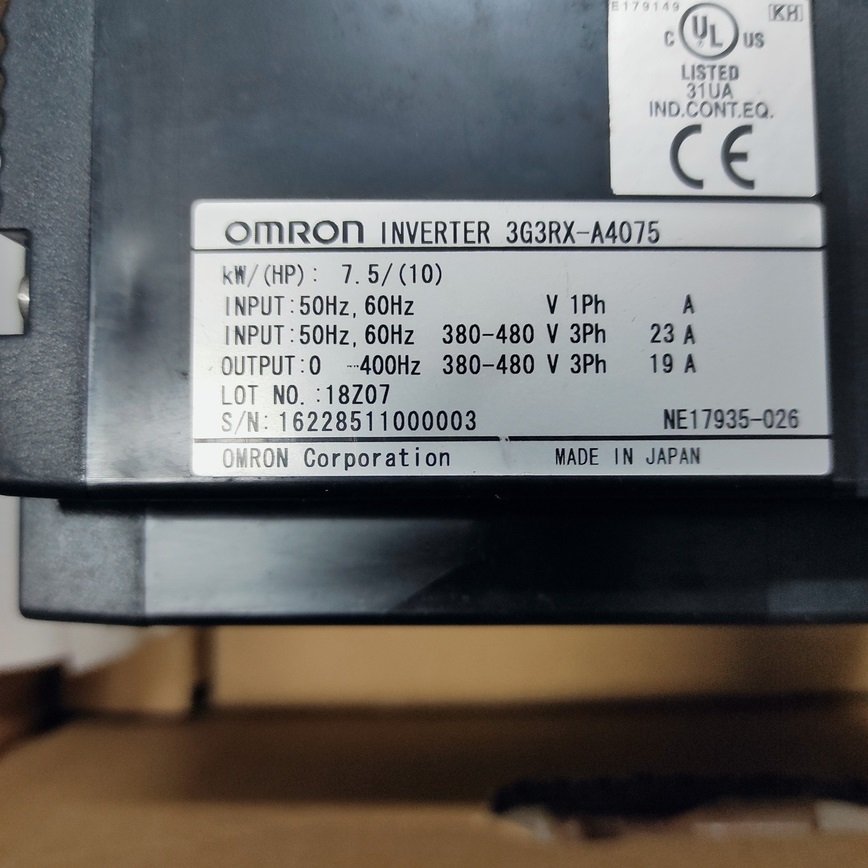 E179149 KH
C UL US
LISTED
31UA
IND.CONT.EQ.
CE
OMRON INVERTER 3G3RX-A4075
kW/(HP): 7.5/(10)
INPUT:50Hz,60Hz V 1Ph A
INPUT:50Hz,60Hz 380-480 V 3Ph 23 A
OUTPUT:0 ---400Hz 380-480 V 3Ph 19 A
LOT NO.:18Z07
S/N:16228511000003 NE17935-026
OMRON Corporation MADE IN JAPAN